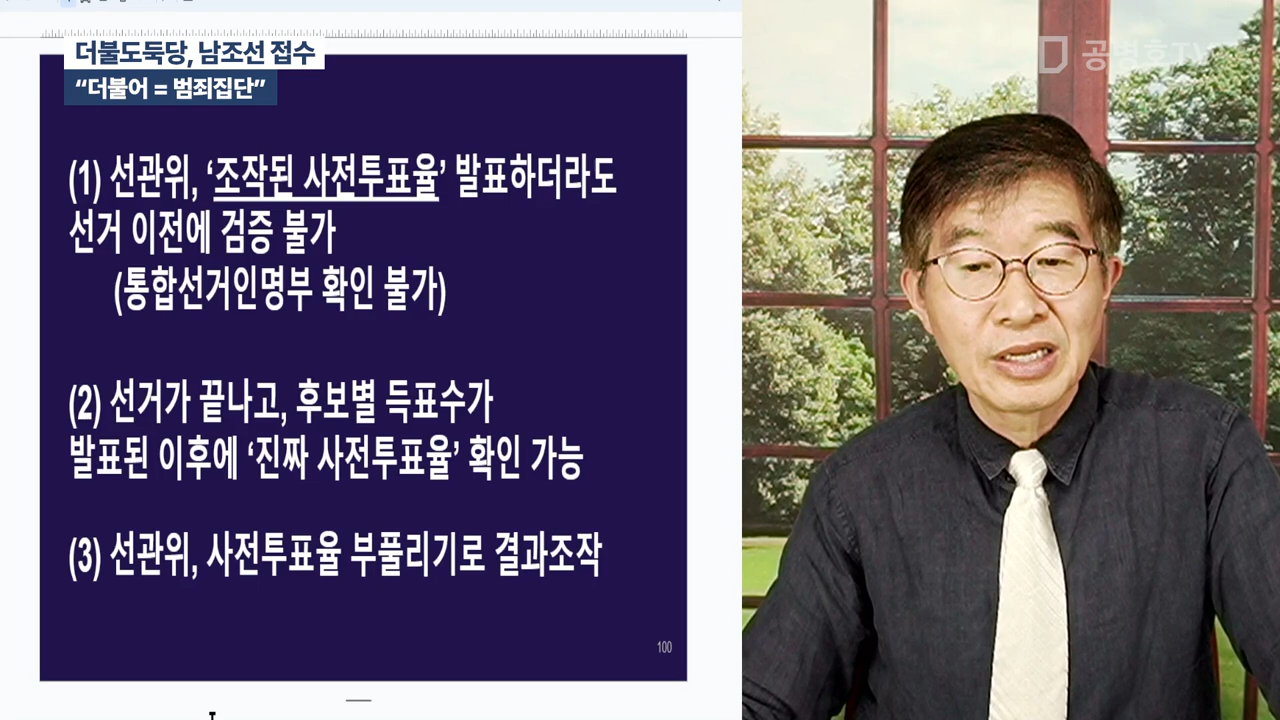 더불도둑당, 남조선 접수
“더불어 = 범죄집단”
(1) 선관위, ‘조작된 사전투표율’ 발표하더라도
선거 이전에 검증 불가
(통합선거인명부 확인 불가)
(2) 선거가 끝나고, 후보별 득표수가
발표된 이후에 ‘진짜 사전투표율’ 확인 가능
(3) 선관위, 사전투표율 부풀리기로 결과조작
100
공병호TV